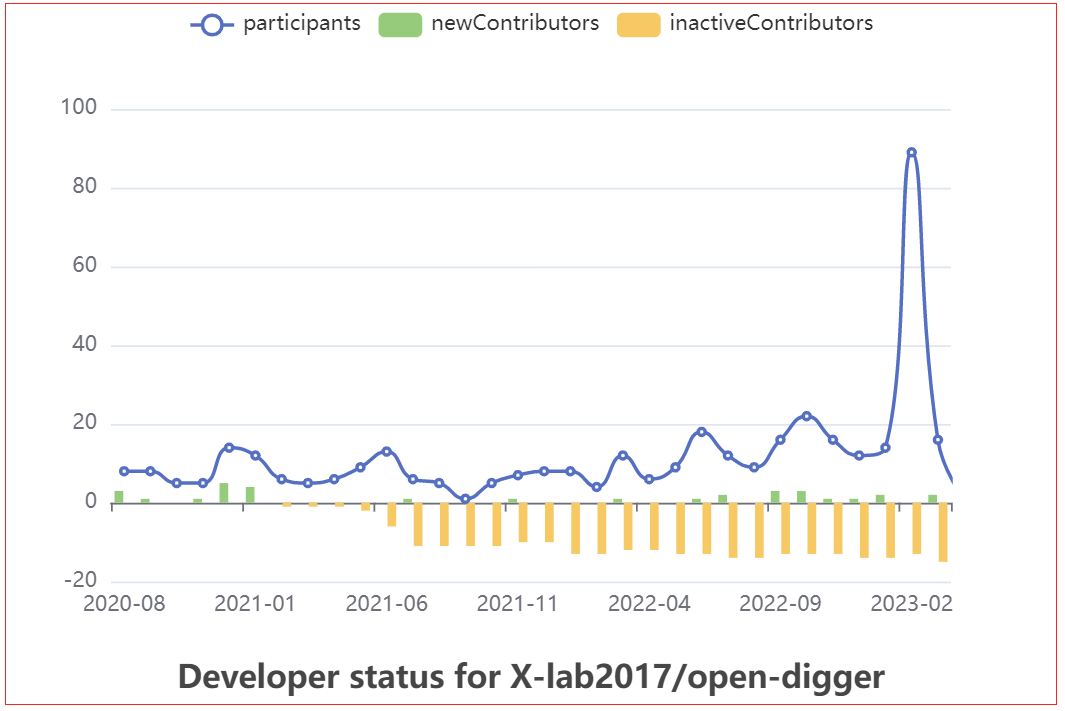 participants newContributors inactiveContributors
100
80
60
40
20
0
-20
2020-08 2021-01 2021-06 2021-11 2022-04 2022-09 2023-02
Developer status for X-lab2017/open-digger